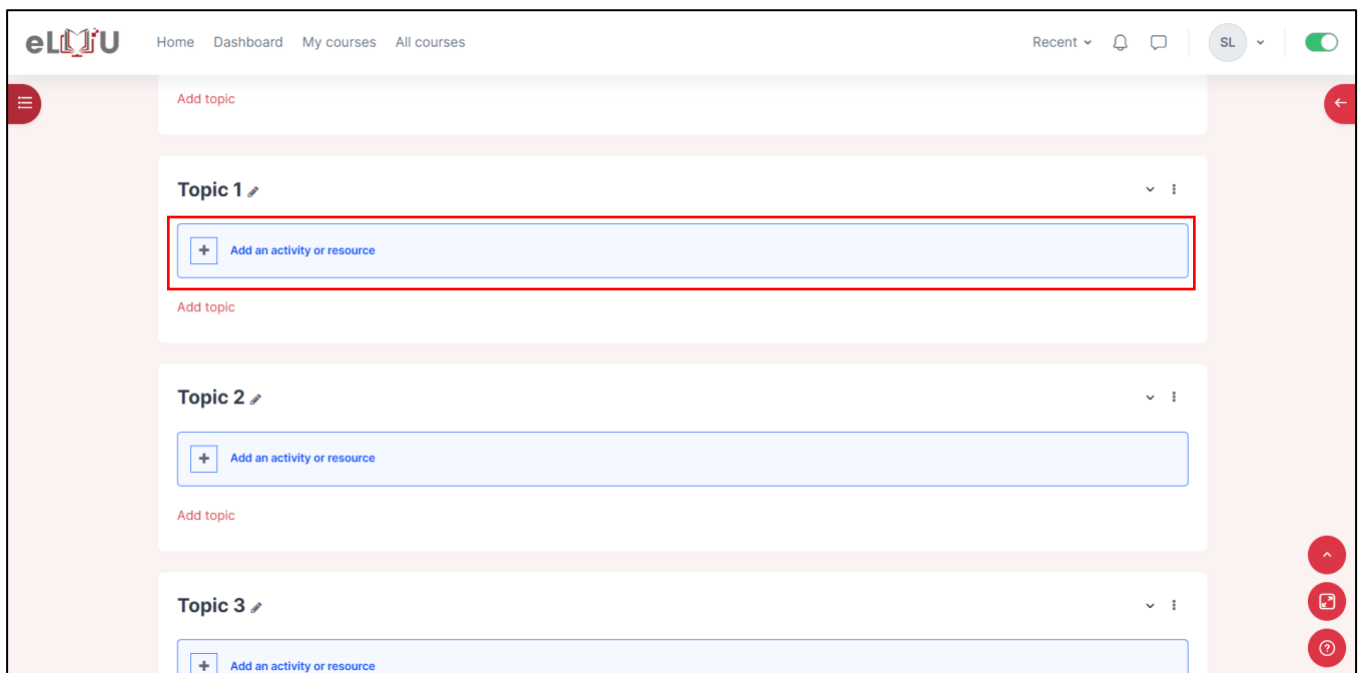 eLMiU Home Dashboard My courses All courses Recent SL
Add topic
Topic 1
Add an activity or resource
Add topic
Topic 2
Add an activity or resource
Add topic
Topic 3
Add an activity or resource